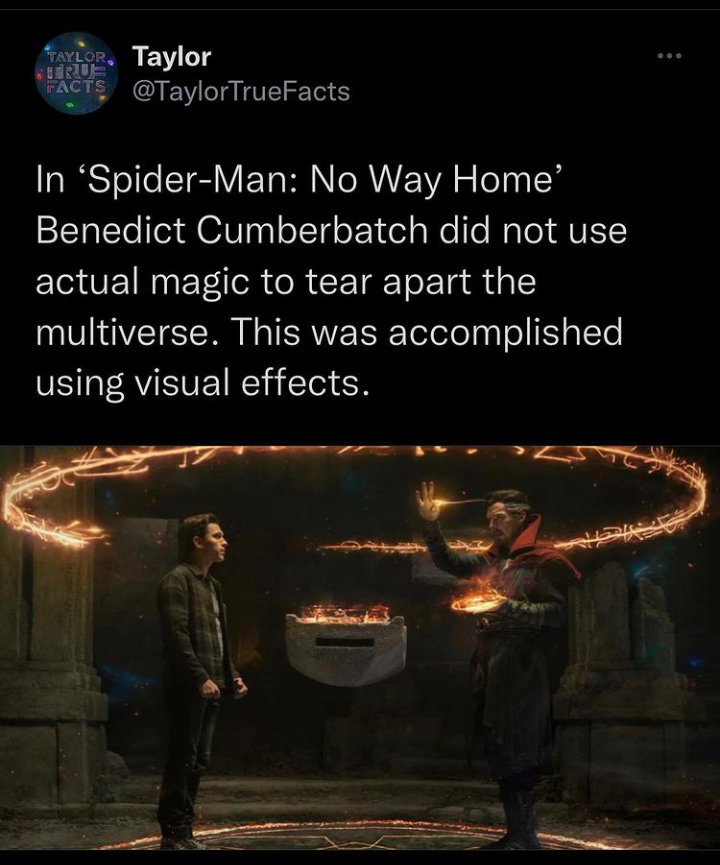 TAYLOR
TRUE
FACTS
Taylor
@TaylorTrueFacts
In ‘Spider-Man: No Way Home’
Benedict Cumberbatch did not use
actual magic to tear apart the
multiverse. This was accomplished
using visual effects.